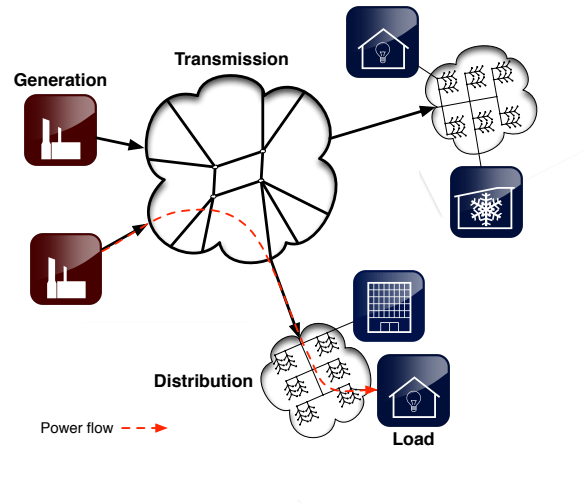 Transmission
Generation
Distribution
Power flow
Load